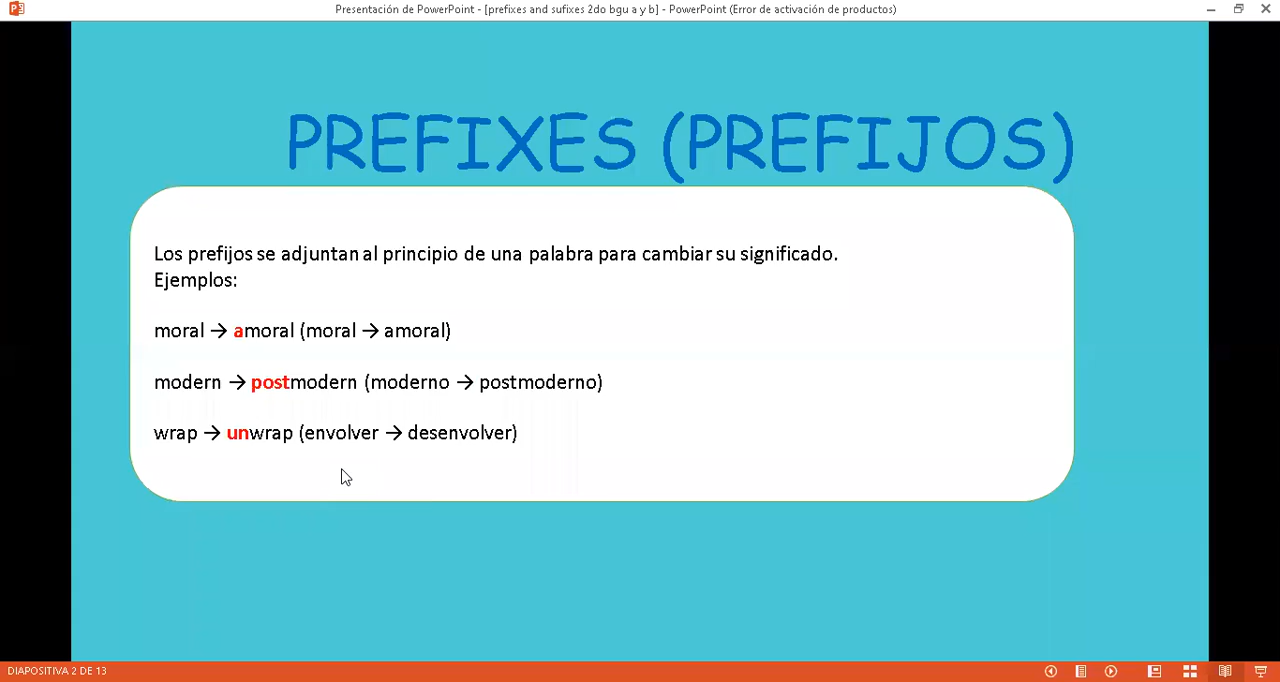 Presentación de PowerPoint - [prefixes and sufixes 2do bgu a y b] - PowerPoint (Error de activación de productos)
PREFIXES (PREFIJOS)
Los prefijos se adjuntan al principio de una palabra para cambiar su significado.
Ejemplos:
moral → amoral (moral → amoral)
modern → postmodern (moderno → postmoderno)
wrap → unwrap (envolver → desenvolver)
DIAPOSITIVA 2 DE 13